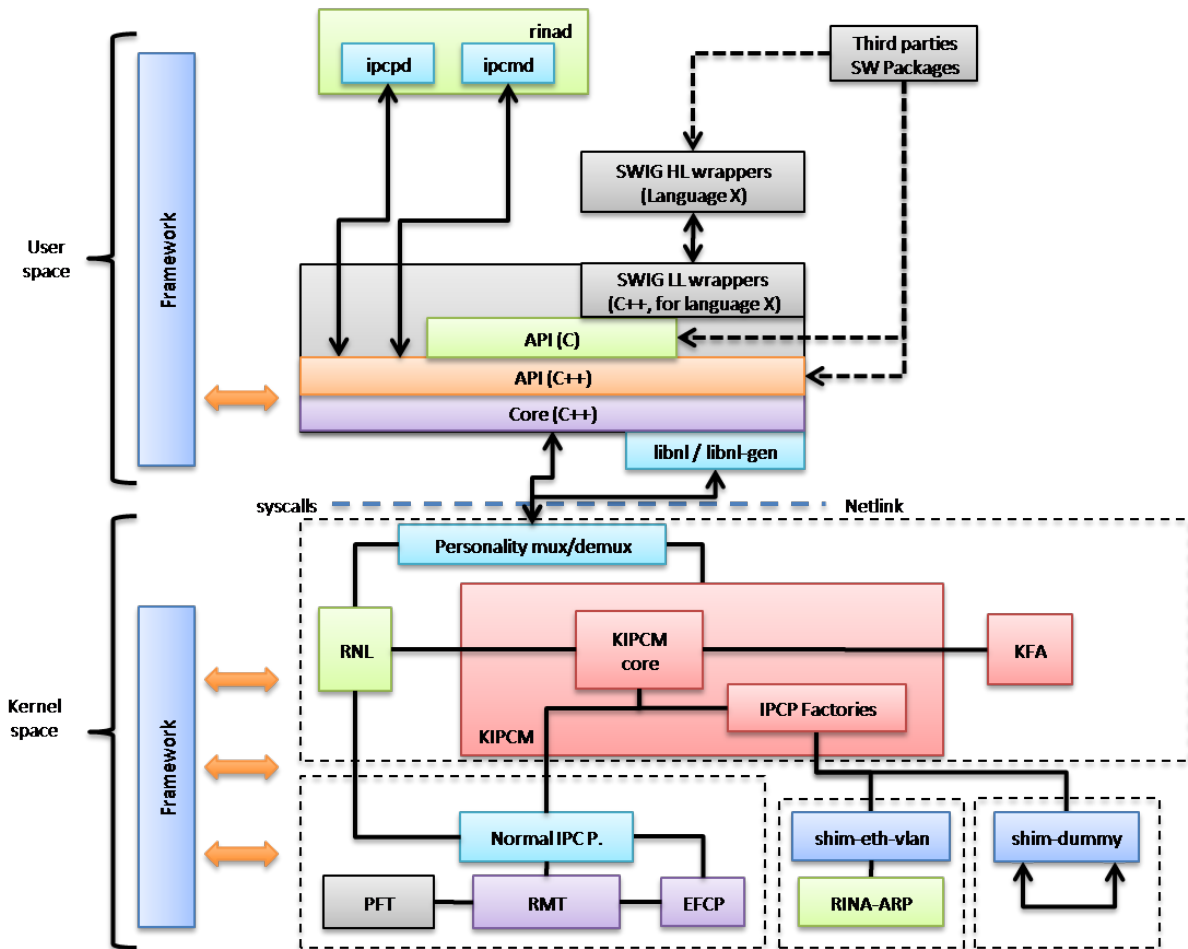 rinad
ipcpd
ipcmd
Third parties
SW Packages
SWIG HL wrappers
(Language X)
User
space
Framework
SWIG LL wrappers
(C++, for language X)
API (C)
API (C++)
Core (C++)
libnl / libnl-gen
syscalls
Netlink
Personality mux/demux
RNL
KIPCM
core
KFA
IPCP Factories
KIPCM
Kernel
space
Framework
Normal IPC P.
shim-eth-vlan
shim-dummy
PFT
RMT
EFCP
RINA-ARP